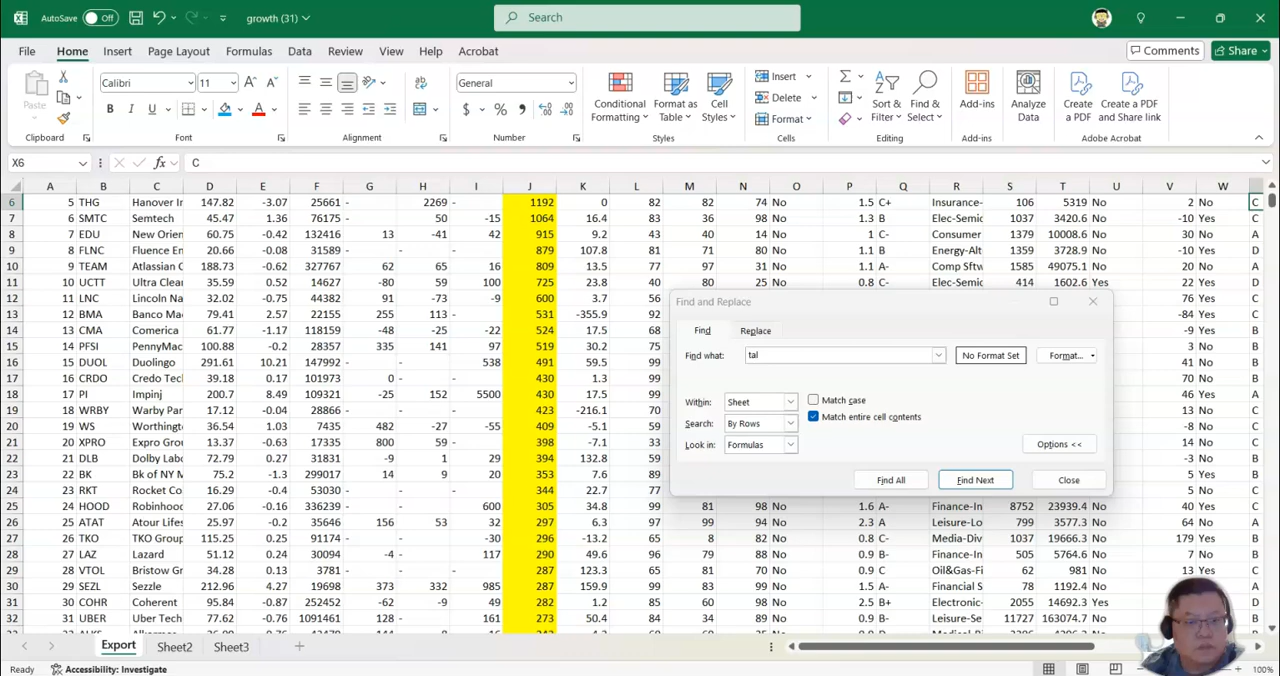 AutoSave Off growth (31) Search
File Home Insert Page Layout Formulas Data Review View Help Acrobat Comments Share
Paste Calibri 11 General Conditional Formatting Format as Table Cell Styles Insert Delete Format Sort & Filter Find & Select Add-ins Analyze Data Create a PDF Create a PDF and Share link
Clipboard Font Alignment Number Styles Cells Editing Add-ins Adobe Acrobat
X6 fx C
A B C D E F G H I J K L M N O P Q R S T U V W
6 5 THG Hanover In 147.82 -3.07 25661 - 2269 - 1192 0 82 82 74 No 1.5 C+ Insurance- 106 5319 No 2 No C
7 6 SMTC Semtech 45.47 1.36 76175 - 50 -15 1064 16.4 83 36 98 No 1.3 B Elec-Semic 1037 3420.6 No -10 Yes C
8 7 EDU New Orien 60.75 -0.42 132416 13 -41 42 915 9.2 43 40 14 No 1 C- Consumer 1379 10008.6 No 30 No A
9 8 FLNC Fluence En 20.66 -0.08 31589 - - - 879 107.8 81 71 80 No 1.1 B Energy-Alt 1359 3728.9 No -10 Yes D
10 9 TEAM Atlassian C 188.73 -0.62 327767 62 65 16 809 13.5 77 97 31 No 1.1 A- Comp Sftw 1585 49075.1 No 20 No A
11 10 UCTT Ultra Clean 35.59 0.52 14627 -80 59 100 725 23.8 40 80 25 No 0.8 C- Elec-Semic 414 1602.6 Yes 22 Yes D
12 11 LNC Lincoln Na 32.02 -0.75 44382 91 -73 -9 600 3.7 56 76 Yes C
13 12 BMA Banco Mac 79.41 2.57 22155 255 113 - 531 -355.9 96 -84 Yes C
14 13 CMA Comerica 61.77 -1.17 118159 -48 -25 -22 524 17.5 68 -9 Yes B
15 14 PFSI PennyMac 100.88 -0.2 28357 335 141 97 519 30.2 68 3 No B
16 15 DUOL Duolingo 291.61 10.21 147992 - - 538 491 59.5 99 41 No B
17 16 CRDO Credo Tech 39.18 0.17 101973 0 - - 430 1.3 99 70 No B
18 17 PI Impinj 200.7 8.49 109321 -25 152 5500 430 17.5 99 46 Yes A
19 18 WRBY Warby Par 17.12 -0.04 28866 - - - 423 -216.1 70 13 No C
20 19 WS Worthingt 36.54 1.03 7435 482 -27 -55 409 -5.1 59 -8 No C
21 20 XPRO Expro Grou 21.56 -0.63 17335 800 59 - 398 -7.1 33 14 No C
22 21 DLB Dolby Labo 72.79 0.27 31831 -9 1 29 394 132.8 60 -3 No B
23 22 BK Bk of NY M 75.2 -1.3 299017 14 9 20 353 7.6 89 5 Yes B
24 23 RKT Rocket Co 16.29 -0.4 53030 - - - 344 22.7 77 5 No C
25 24 HOOD Robinhood 27.06 -0.16 336239 - - 600 305 34.8 99 81 98 No 1.6 A- Finance-In 8752 23939.4 No 40 Yes C
26 25 ATAT Atour Lifes 25.97 -0.2 35646 156 53 32 297 6.3 97 99 94 No 2.3 A Leisure-Lo 799 3577.3 No 64 No A
27 26 TKO TKO Group 115.25 0.25 101346 - - - 296 -13.2 66 8 82 No 0.8 C- Media-Div 2930 19666.3 No 179 Yes
28 27 LAZ Lazard 51.12 0.24 30094 -4 - 117 290 49.6 96 79 88 No 0.9 B- Finance-In 505 5764.6 No 7 No
29 28 VTOL Bristow Gr 34.28 0.13 3781 - - - 287 123.3 65 81 70 No 0.9 C Oil&Gas-Fi 62 981 No 13 Yes
30 29 SEZL Sezzle 212.96 4.27 19698 373 332 985 287 159.9 99 83 99 No 1.5 A- Financial S 78 1192.4 No A
31 30 COHR Coherent 95.84 -0.87 252452 -62 -9 49 282 1.2 84 60 98 No 2.5 B+ Electronic- 2055 14692.3 Yes D
32 31 UBER Uber Tech 77.62 -0.76 1091461 128 - 161 273 50.4 84 34 89 No 0.9 B- Leisure-Se 11727 163074.7 No
Find and Replace
Find Replace
Find what: tal No Format Set Format...
Within: Sheet Match case
Search: By Rows Match entire cell contents
Look in: Formulas Options <<
Find All Find Next Close
Export Sheet2 Sheet3
Ready Accessibility: Investigate 100%